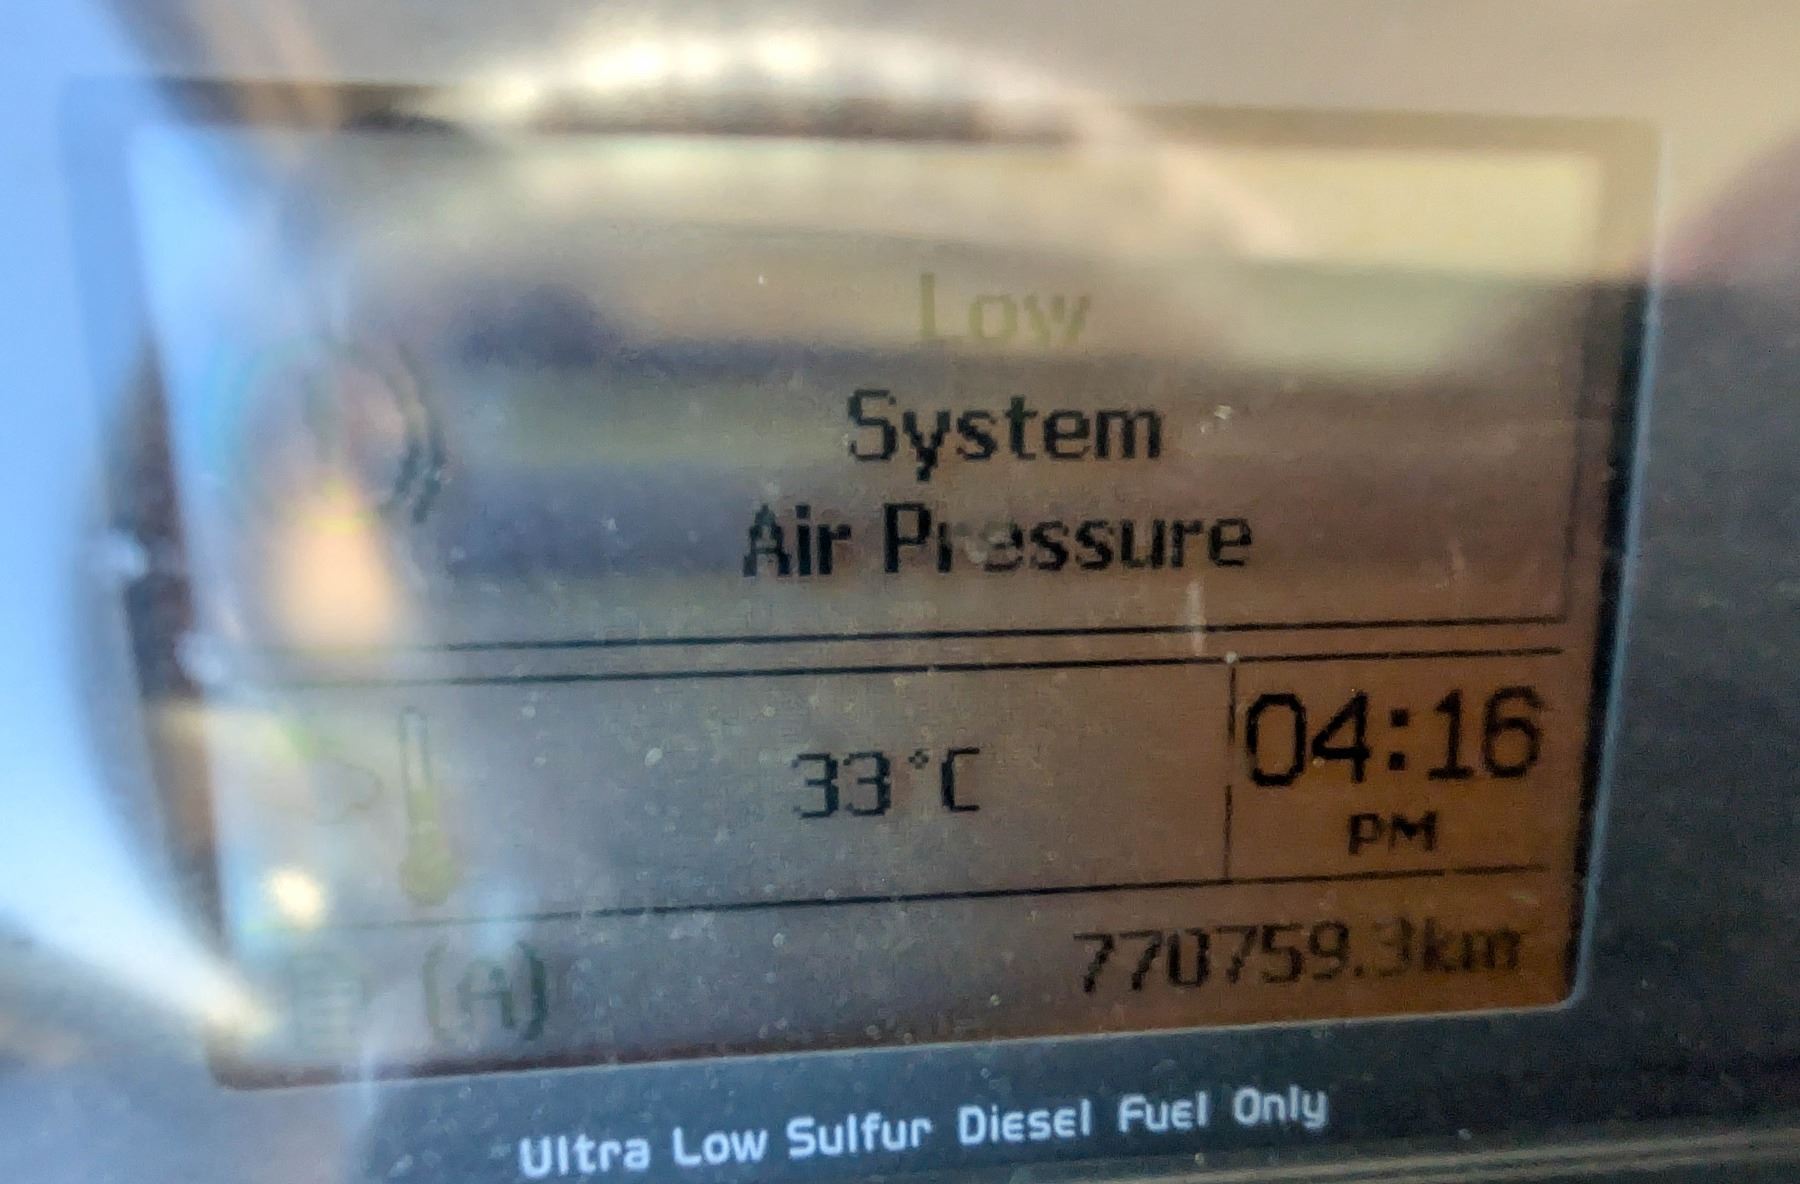 Low
System
Air Pressure
33°C
04:16
PM
(A)
770759.3km
Ultra Low Sulfur Diesel Fuel Only